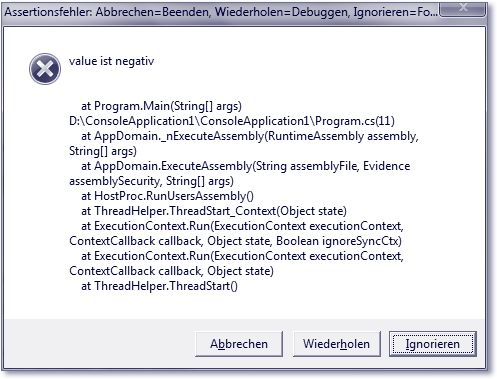 Assertionsfehler: Abbrechen=Beenden, Wiederholen=Debuggen, Ignorieren=Fo...
value ist negativ
at Program.Main(String[] args)
D:\ConsoleApplication1\ConsoleApplication1\Program.cs(11)
at AppDomain._nExecuteAssembly(RuntimeAssembly assembly,
String[] args)
at AppDomain.ExecuteAssembly(String assemblyFile, Evidence
assemblySecurity, String[] args)
at HostProc.RunUsersAssembly()
at ThreadHelper.ThreadStart_Context(Object state)
at ExecutionContext.Run(ExecutionContext executionContext,
ContextCallback callback, Object state, Boolean ignoreSyncCtx)
at ExecutionContext.Run(ExecutionContext executionContext,
ContextCallback callback, Object state)
at ThreadHelper.ThreadStart()
Abbrechen
Wiederholen
Ignorieren